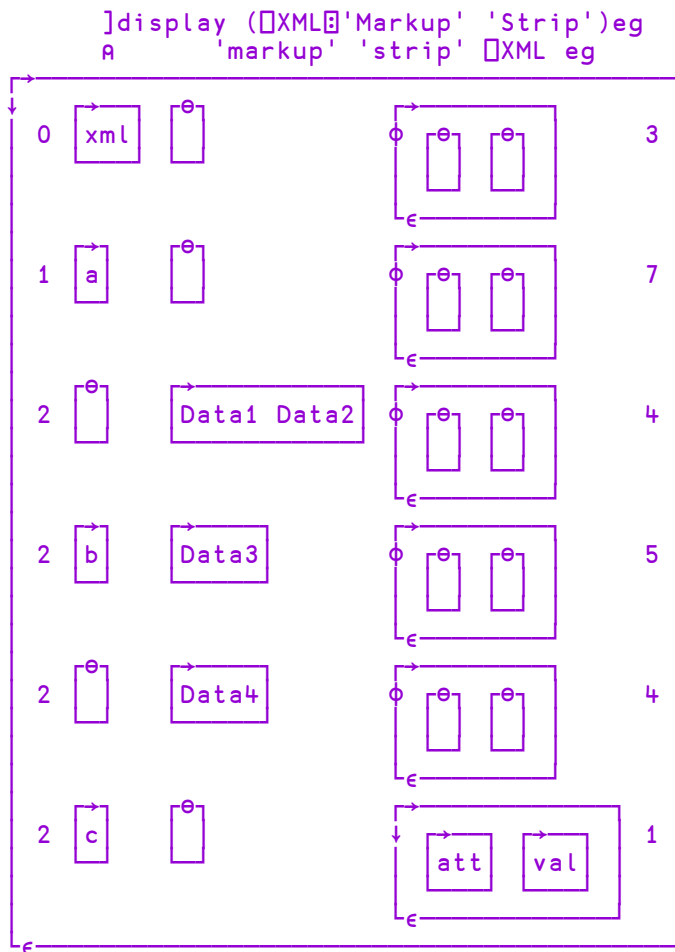 ]display (⎕XML⍠'Markup' 'Strip')eg
⍝ 'markup' 'strip' ⎕XML eg
0 xml 3
1 a 7
2 Data1 Data2 4
2 b Data3 5
2 Data4 4
2 c att val 1